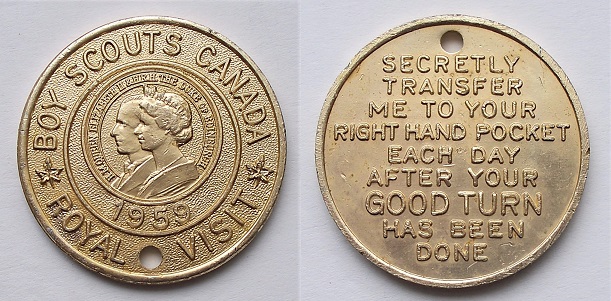 BOY SCOUTS CANADA
1959
ROYAL VISIT
SECRETLY
TRANSFER
ME TO YOUR
RIGHT HAND POCKET
EACH DAY
AFTER YOUR
GOOD TURN
HAS BEEN
DONE